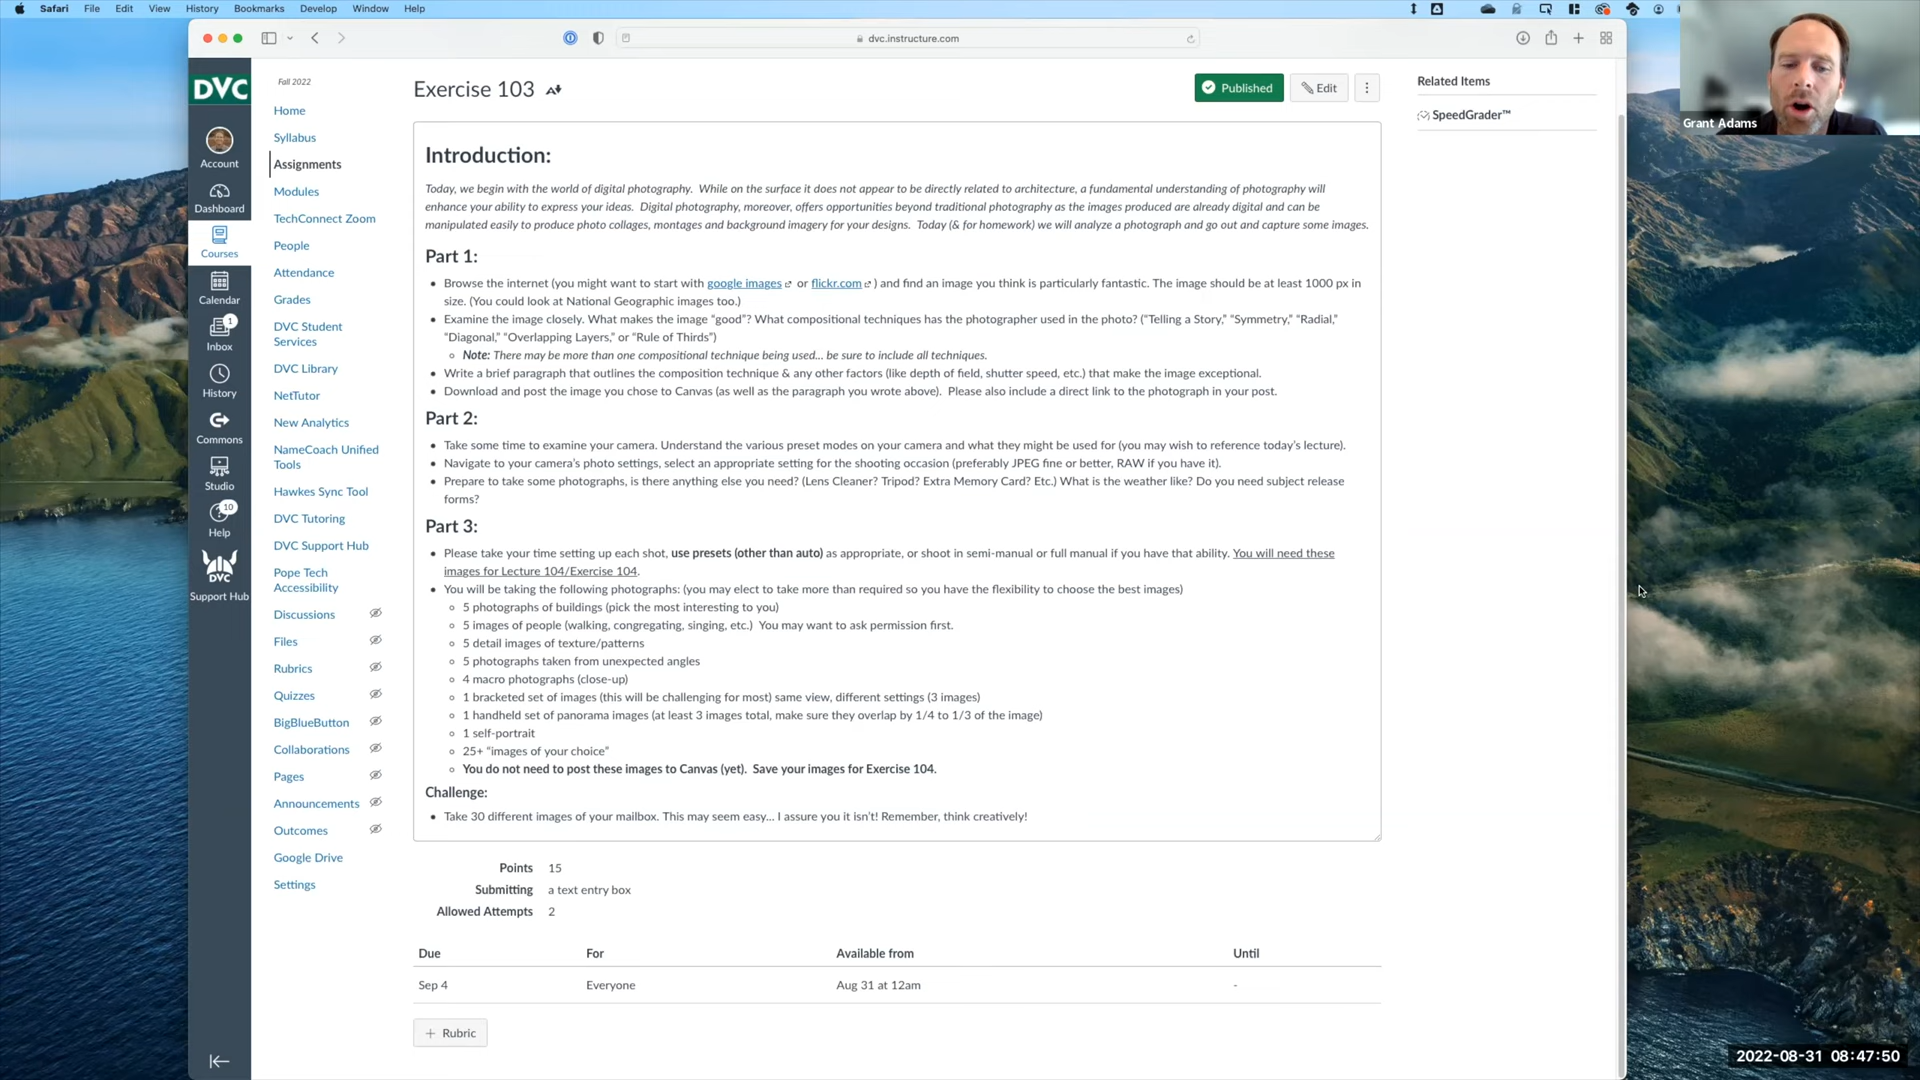 Safari File Edit View History Bookmarks Develop Window Help
dvc.instructure.com
Grant Adams
DVC
Account
Dashboard
Courses
Calendar
1
Inbox
History
Commons
Studio
10
Help
DVC
Support Hub
Fall 2022
Home
Syllabus
Assignments
Modules
TechConnect Zoom
People
Attendance
Grades
DVC Student
Services
DVC Library
NetTutor
New Analytics
NameCoach Unified
Tools
Hawkes Sync Tool
DVC Tutoring
DVC Support Hub
Pope Tech
Accessibility
Discussions
Files
Rubrics
Quizzes
BigBlueButton
Collaborations
Pages
Announcements
Outcomes
Google Drive
Settings
Exercise 103
Published
Edit
Related Items
SpeedGrader™
Introduction:
Today, we begin with the world of digital photography. While on the surface it does not appear to be directly related to architecture, a fundamental understanding of photography will
enhance your ability to express your ideas. Digital photography, moreover, offers opportunities beyond traditional photography as the images produced are already digital and can be
manipulated easily to produce photo collages, montages and background imagery for your designs. Today (& for homework) we will analyze a photograph and go out and capture some images.
Part 1:
Browse the internet (you might want to start with google images or flickr.com ) and find an image you think is particularly fantastic. The image should be at least 1000 px in
size. (You could look at National Geographic images too.)
Examine the image closely. What makes the image "good"? What compositional techniques has the photographer used in the photo? ("Telling a Story," "Symmetry," "Radial,"
"Diagonal," "Overlapping Layers," or "Rule of Thirds")
Note: There may be more than one compositional technique being used... be sure to include all techniques.
Write a brief paragraph that outlines the composition technique & any other factors (like depth of field, shutter speed, etc.) that make the image exceptional.
Download and post the image you chose to Canvas (as well as the paragraph you wrote above). Please also include a direct link to the photograph in your post.
Part 2:
Take some time to examine your camera. Understand the various preset modes on your camera and what they might be used for (you may wish to reference today's lecture).
Navigate to your camera's photo settings, select an appropriate setting for the shooting occasion (preferably JPEG fine or better, RAW if you have it).
Prepare to take some photographs, is there anything else you need? (Lens Cleaner? Tripod? Extra Memory Card? Etc.) What is the weather like? Do you need subject release
forms?
Part 3:
Please take your time setting up each shot, use presets (other than auto) as appropriate, or shoot in semi-manual or full manual if you have that ability. You will need these
images for Lecture 104/Exercise 104.
You will be taking the following photographs: (you may elect to take more than required so you have the flexibility to choose the best images)
5 photographs of buildings (pick the most interesting to you)
5 images of people (walking, congregating, singing, etc.) You may want to ask permission first.
5 detail images of texture/patterns
5 photographs taken from unexpected angles
4 macro photographs (close-up)
1 bracketed set of images (this will be challenging for most) same view, different settings (3 images)
1 handheld set of panorama images (at least 3 images total, make sure they overlap by 1/4 to 1/3 of the image)
1 self-portrait
25+ "images of your choice"
You do not need to post these images to Canvas (yet). Save your images for Exercise 104.
Challenge:
Take 30 different images of your mailbox. This may seem easy... I assure you it isn't! Remember, think creatively!
Points 15
Submitting a text entry box
Allowed Attempts 2
Due For Available from Until
Sep 4 Everyone Aug 31 at 12am -
+ Rubric
2022-08-31 08:47:50